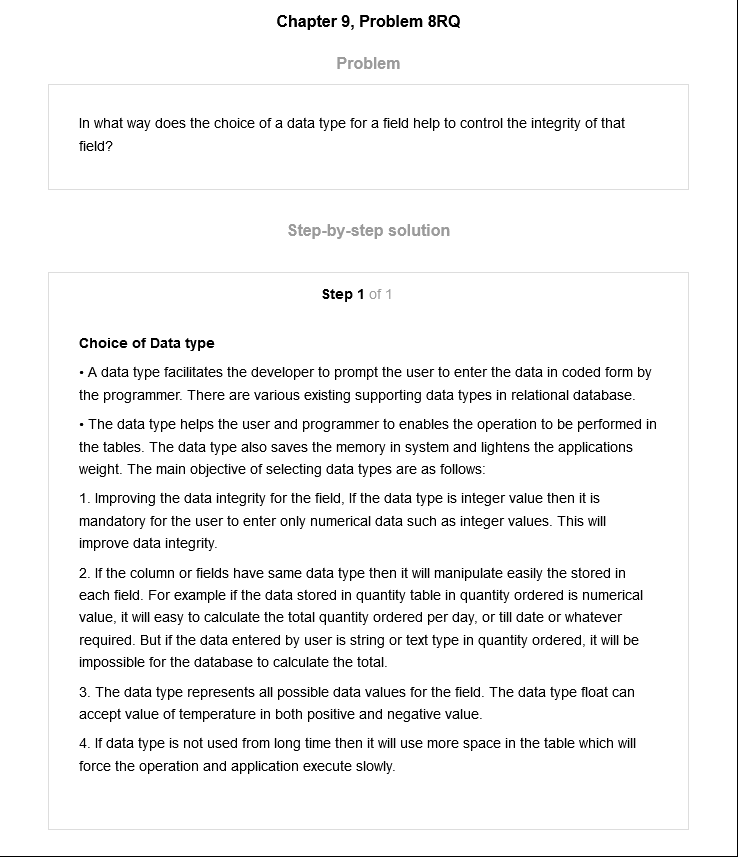 Chapter 9, Problem 8RQ
Problem
In what way does the choice of a data type for a field help to control the integrity of that
field?
Step-by-step solution
Step 1 of 1
Choice of Data type
• A data type facilitates the developer to prompt the user to enter the data in coded form by
the programmer. There are various existing supporting data types in relational database.
• The data type helps the user and programmer to enables the operation to be performed in
the tables. The data type also saves the memory in system and lightens the applications
weight. The main objective of selecting data types are as follows:
1. Improving the data integrity for the field, If the data type is integer value then it is
mandatory for the user to enter only numerical data such as integer values. This will
improve data integrity.
2. If the column or fields have same data type then it will manipulate easily the stored in
each field. For example if the data stored in quantity table in quantity ordered is numerical
value, it will easy to calculate the total quantity ordered per day, or till date or whatever
required. But if the data entered by user is string or text type in quantity ordered, it will be
impossible for the database to calculate the total.
3. The data type represents all possible data values for the field. The data type float can
accept value of temperature in both positive and negative value.
4. If data type is not used from long time then it will use more space in the table which will
force the operation and application execute slowly.